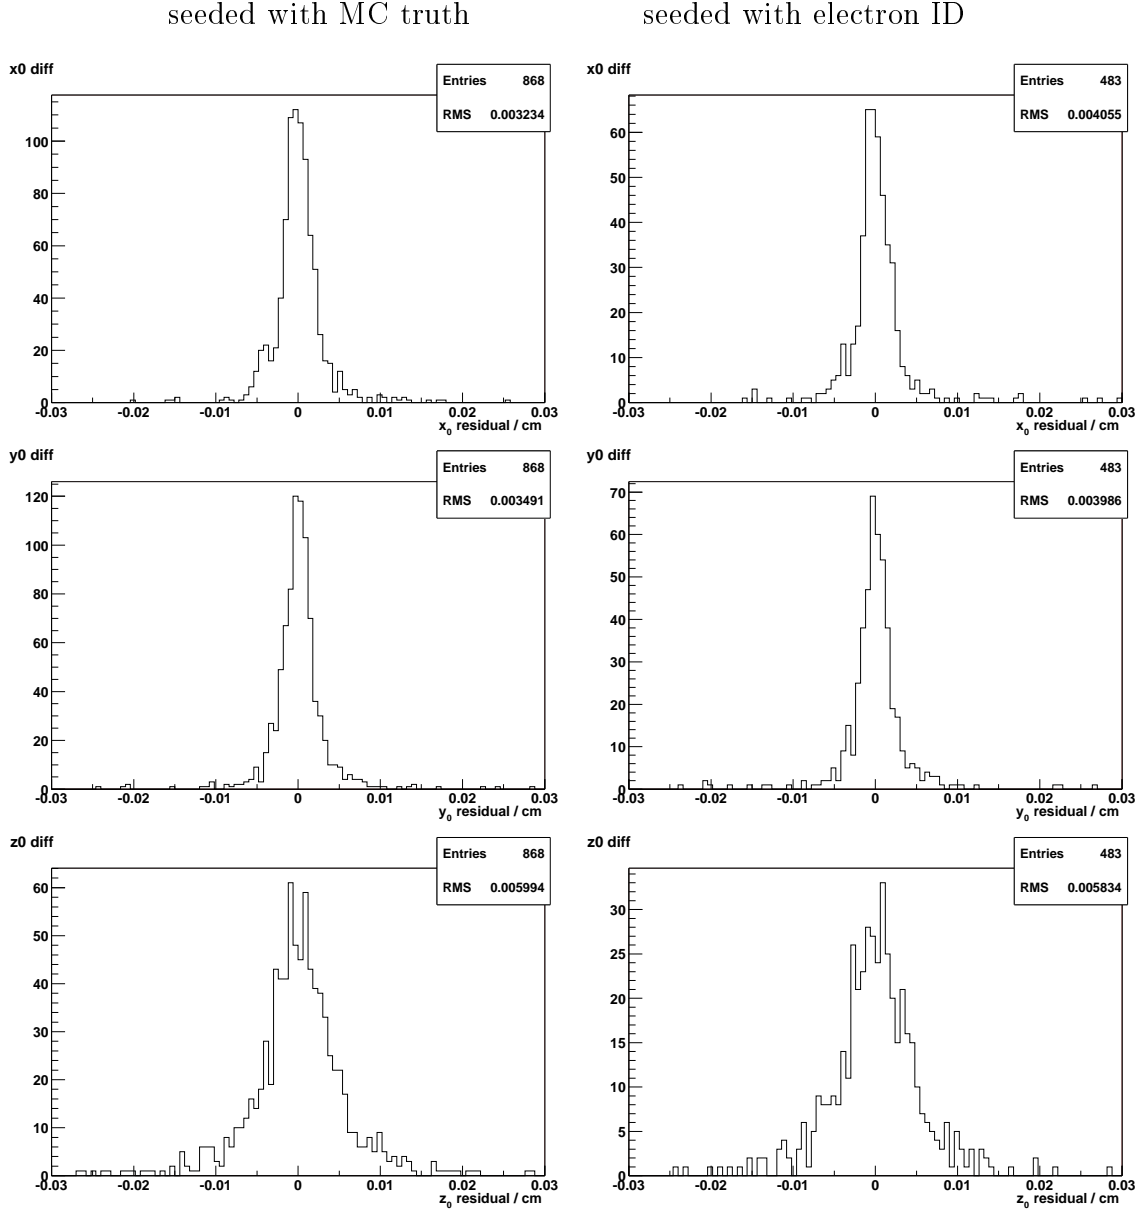 seeded with MC truth
seeded with electron ID
x0 diff
Entries 868
RMS 0.003234
100
80
60
40
20
0
-0.03 -0.02 -0.01 0 0.01 0.02 0.03
x0 residual / cm
x0 diff
Entries 483
RMS 0.004055
60
50
40
30
20
10
0
-0.03 -0.02 -0.01 0 0.01 0.02 0.03
x0 residual / cm
y0 diff
Entries 868
RMS 0.003491
120
100
80
60
40
20
0
-0.03 -0.02 -0.01 0 0.01 0.02 0.03
y0 residual / cm
y0 diff
Entries 483
RMS 0.003986
70
60
50
40
30
20
10
0
-0.03 -0.02 -0.01 0 0.01 0.02 0.03
y0 residual / cm
z0 diff
Entries 868
RMS 0.005994
60
50
40
30
20
10
0
-0.03 -0.02 -0.01 0 0.01 0.02 0.03
z0 residual / cm
z0 diff
Entries 483
RMS 0.005834
30
25
20
15
10
5
0
-0.03 -0.02 -0.01 0 0.01 0.02 0.03
z0 residual / cm